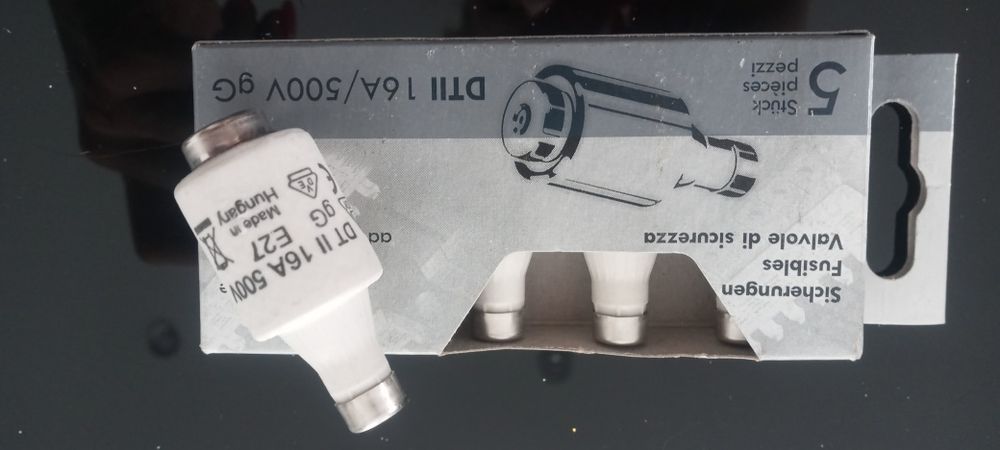 DTII 16A/500V gG
5
Stück
pièces
pezzi
Sicherungen
Fusibles
Valvole di sicurezza
DT II 16A 500V
gG E27
Made in
Hungary
DVE